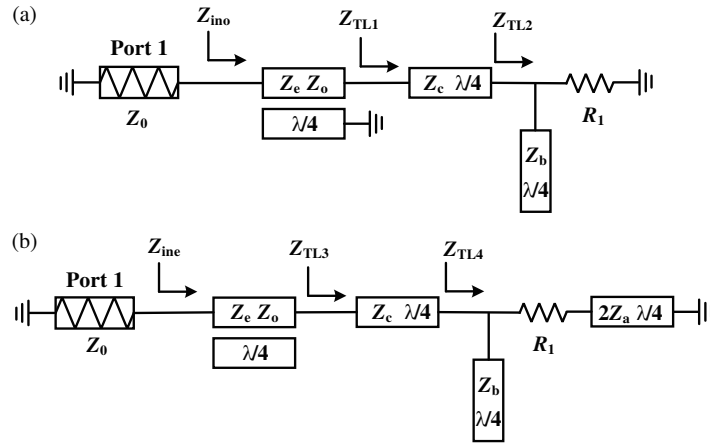 (a)
Z_ino
Z_TL1
Z_TL2
Port 1
Z_e Z_o
Z_c λ/4
Z_0
λ/4
R_1
Z_b
λ/4
(b)
Z_ine
Z_TL3
Z_TL4
Port 1
Z_e Z_o
Z_c λ/4
2Z_a λ/4
Z_0
λ/4
R_1
Z_b
λ/4